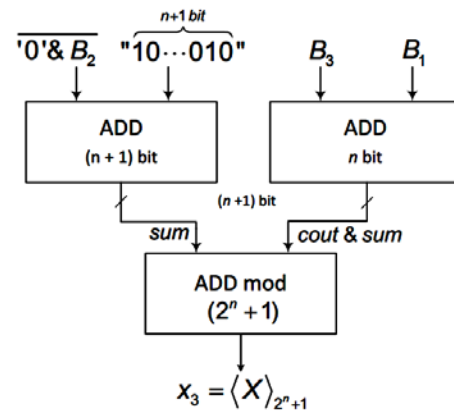 n+1 bit
'0'& B₂ "10⋯010" B₃ B₁
ADD ADD
(n + 1) bit n bit
(n+1) bit
sum cout & sum
ADD mod
(2ⁿ+1)
x₃ = ⟨X⟩₂ⁿ₊₁